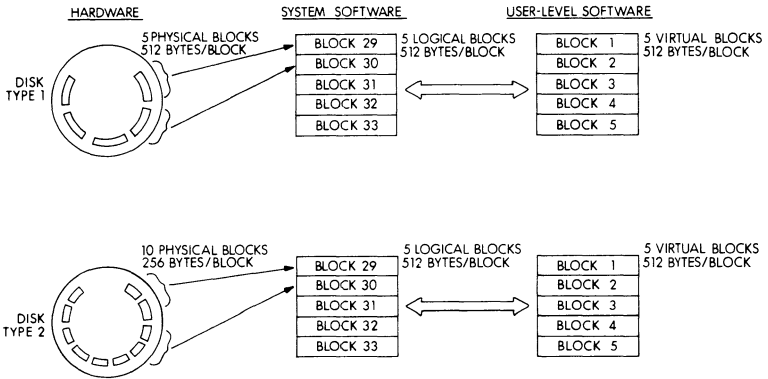 HARDWARE
SYSTEM SOFTWARE
USER-LEVEL SOFTWARE
5 PHYSICAL BLOCKS
512 BYTES/BLOCK
DISK
TYPE 1
BLOCK 29
BLOCK 30
BLOCK 31
BLOCK 32
BLOCK 33
5 LOGICAL BLOCKS
512 BYTES/BLOCK
BLOCK 1
BLOCK 2
BLOCK 3
BLOCK 4
BLOCK 5
5 VIRTUAL BLOCKS
512 BYTES/BLOCK
10 PHYSICAL BLOCKS
256 BYTES/BLOCK
DISK
TYPE 2
BLOCK 29
BLOCK 30
BLOCK 31
BLOCK 32
BLOCK 33
5 LOGICAL BLOCKS
512 BYTES/BLOCK
BLOCK 1
BLOCK 2
BLOCK 3
BLOCK 4
BLOCK 5
5 VIRTUAL BLOCKS
512 BYTES/BLOCK